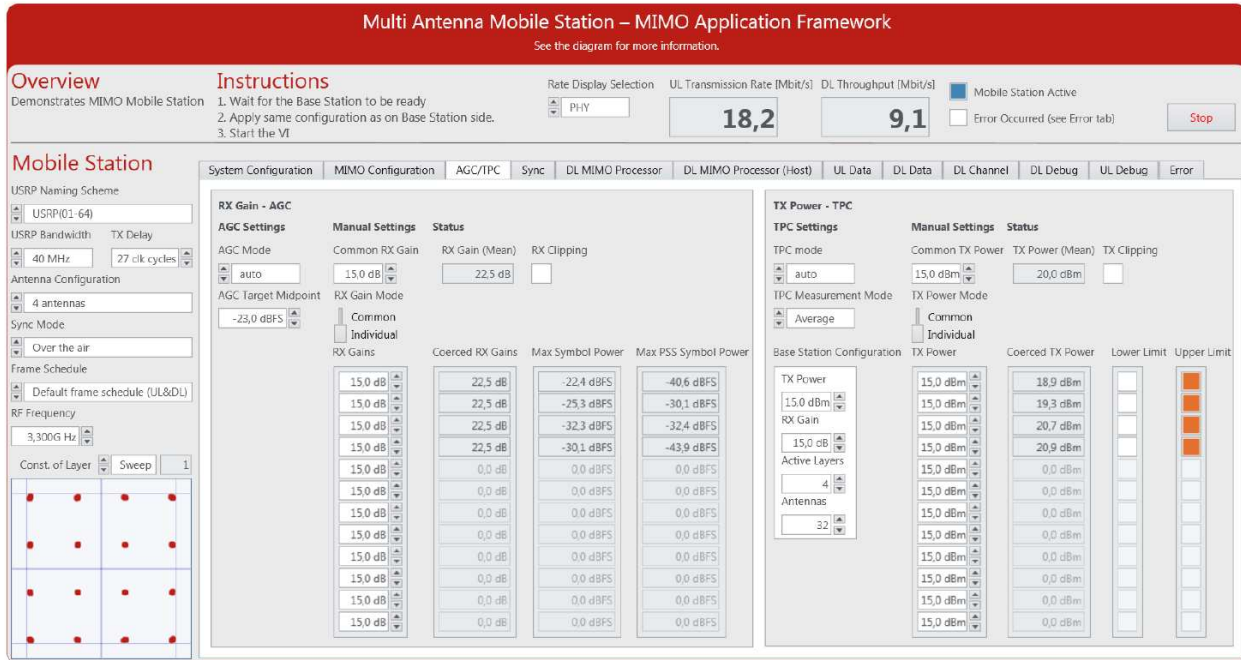 Multi Antenna Mobile Station – MIMO Application Framework
See the diagram for more information.
Overview
Demonstrates MIMO Mobile Station
Instructions
1. Wait for the Base Station to be ready
2. Apply same configuration as on Base Station side.
3. Start the VI
Rate Display Selection
PHY
UL Transmission Rate [Mbit/s]
18,2
DL Throughput [Mbit/s]
9,1
Mobile Station Active
Error Occurred (see Error tab)
Stop
Mobile Station
USRP Naming Scheme
USRP(01-64)
USRP Bandwidth TX Delay
40 MHz 27 clk cycles
Antenna Configuration
4 antennas
Sync Mode
Over the air
Frame Schedule
Default frame schedule (UL&DL)
RF Frequency
3,300G Hz
Const. of Layer Sweep 1
System Configuration MIMO Configuration AGC/TPC Sync DL MIMO Processor DL MIMO Processor (Host) UL Data DL Data DL Channel DL Debug UL Debug Error
RX Gain - AGC
AGC Settings Manual Settings Status
AGC Mode Common RX Gain RX Gain (Mean) RX Clipping
auto 15,0 dB 22,5 dB
AGC Target Midpoint RX Gain Mode
-23,0 dBFS Common
Individual
RX Gains Coerced RX Gains Max Symbol Power Max PSS Symbol Power
15,0 dB 22,5 dB -22,4 dBFS -40,6 dBFS
15,0 dB 22,5 dB -25,3 dBFS -30,1 dBFS
15,0 dB 22,5 dB -32,3 dBFS -32,4 dBFS
15,0 dB 22,5 dB -30,1 dBFS -43,9 dBFS
15,0 dB 0,0 dB 0,0 dBFS 0,0 dBFS
15,0 dB 0,0 dB 0,0 dBFS 0,0 dBFS
15,0 dB 0,0 dB 0,0 dBFS 0,0 dBFS
15,0 dB 0,0 dB 0,0 dBFS 0,0 dBFS
15,0 dB 0,0 dB 0,0 dBFS 0,0 dBFS
15,0 dB 0,0 dB 0,0 dBFS 0,0 dBFS
15,0 dB 0,0 dB 0,0 dBFS 0,0 dBFS
15,0 dB 0,0 dB 0,0 dBFS 0,0 dBFS
TX Power - TPC
TPC Settings Manual Settings Status
TPC mode Common TX Power TX Power (Mean) TX Clipping
auto 15,0 dBm 20,0 dBm
TPC Measurement Mode TX Power Mode
Average Common
Individual
Base Station Configuration TX Power Coerced TX Power Lower Limit Upper Limit
TX Power
15,0 dBm
RX Gain
15,0 dB
Active Layers
4
Antennas
32
15,0 dBm 18,9 dBm
15,0 dBm 19,3 dBm
15,0 dBm 20,7 dBm
15,0 dBm 20,9 dBm
15,0 dBm 0,0 dBm
15,0 dBm 0,0 dBm
15,0 dBm 0,0 dBm
15,0 dBm 0,0 dBm
15,0 dBm 0,0 dBm
15,0 dBm 0,0 dBm
15,0 dBm 0,0 dBm
15,0 dBm 0,0 dBm